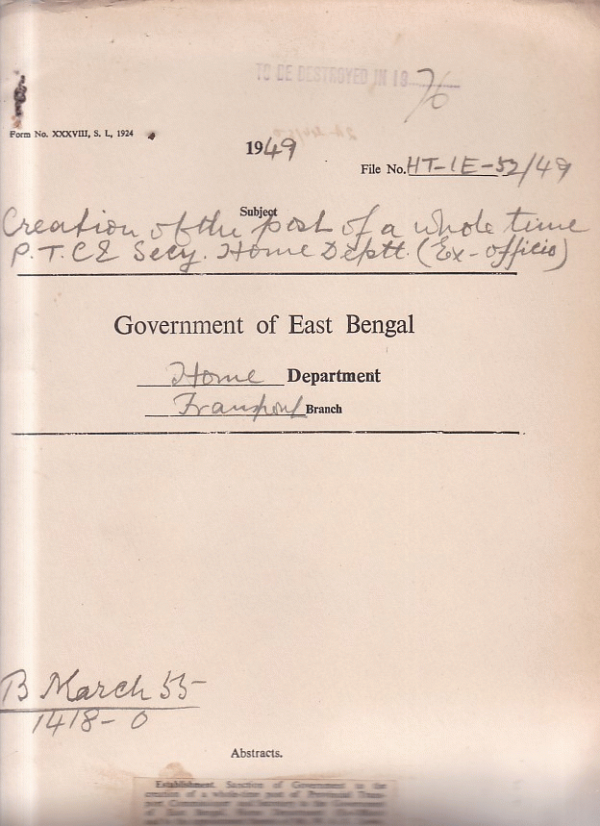 TO BE DESTROYED IN 19 76
Form No. XXXVIII, S. I., 1924
1949
File No. HT-1E-52/49
Subject
Creation of the post of a whole time
P.T.C & Secy. Home Deptt. (Ex-officio)
Government of East Bengal
Home Department
Transport Branch
B March 55
1418-0
Abstracts.
Establishment. Sanction of Government to the
creation of a whole-time post of Provincial Trans-
port Commissioner and Secretary to the Government
of East Bengal, Home Department